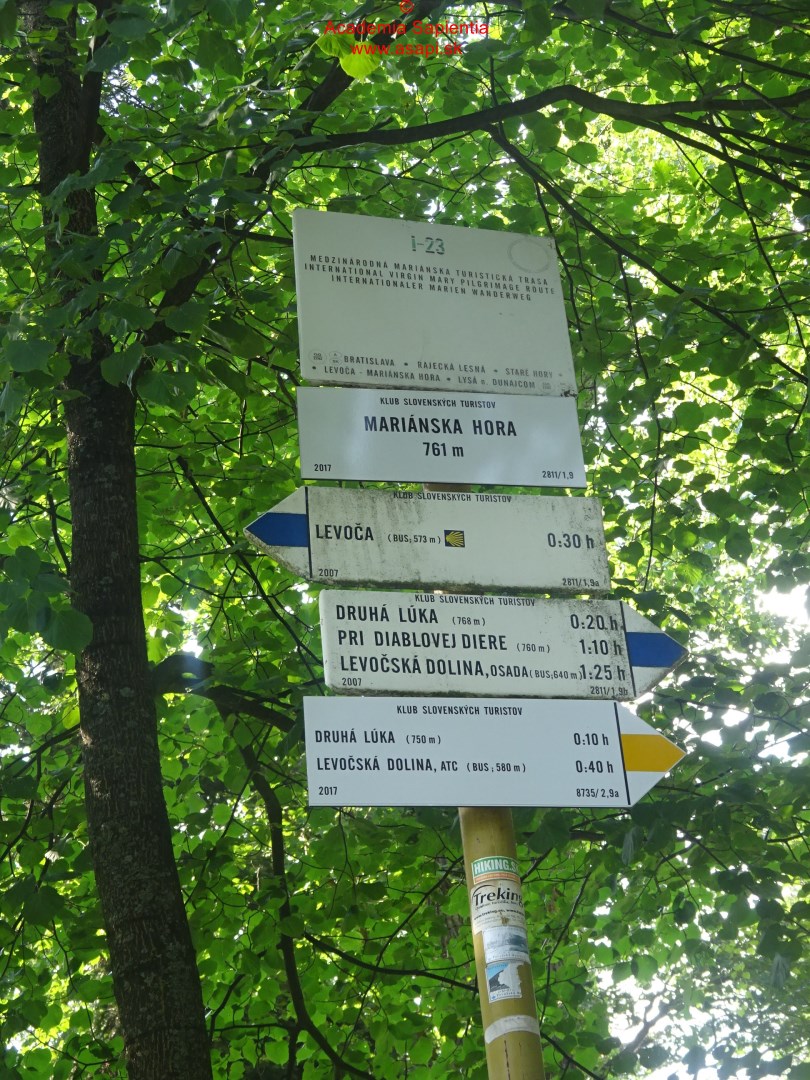 ©
Academia Sapientia
www.asapi.sk
i-23
MEDZINÁRODNÁ MARIÁNSKA TURISTICKÁ TRASA
INTERNATIONAL VIRGIN MARY PILGRIMAGE ROUTE
INTERNATIONALER MARIEN WANDERWEG
BRATISLAVA • RAJECKÁ LESNÁ • STARÉ HORY •
• LEVOČA - MARIÁNSKA HORA • LYSÁ n. DUNAJCOM
KLUB SLOVENSKÝCH TURISTOV
MARIÁNSKA HORA
761 m
2017 2811/1,9
KLUB SLOVENSKÝCH TURISTOV
LEVOČA (BUS; 573 m) 0:30 h
2007 2811/1,9a
KLUB SLOVENSKÝCH TURISTOV
DRUHÁ LÚKA (768 m) 0:20 h
PRI DIABLOVEJ DIERE (760 m) 1:10 h
LEVOČSKÁ DOLINA, OSADA (BUS; 640 m) 1:25 h
2007 2811/1,9b
KLUB SLOVENSKÝCH TURISTOV
DRUHÁ LÚKA (750 m) 0:10 h
LEVOČSKÁ DOLINA, ATC (BUS ; 580 m) 0:40 h
2017 8735/2,9a
HIKING.S
Treking